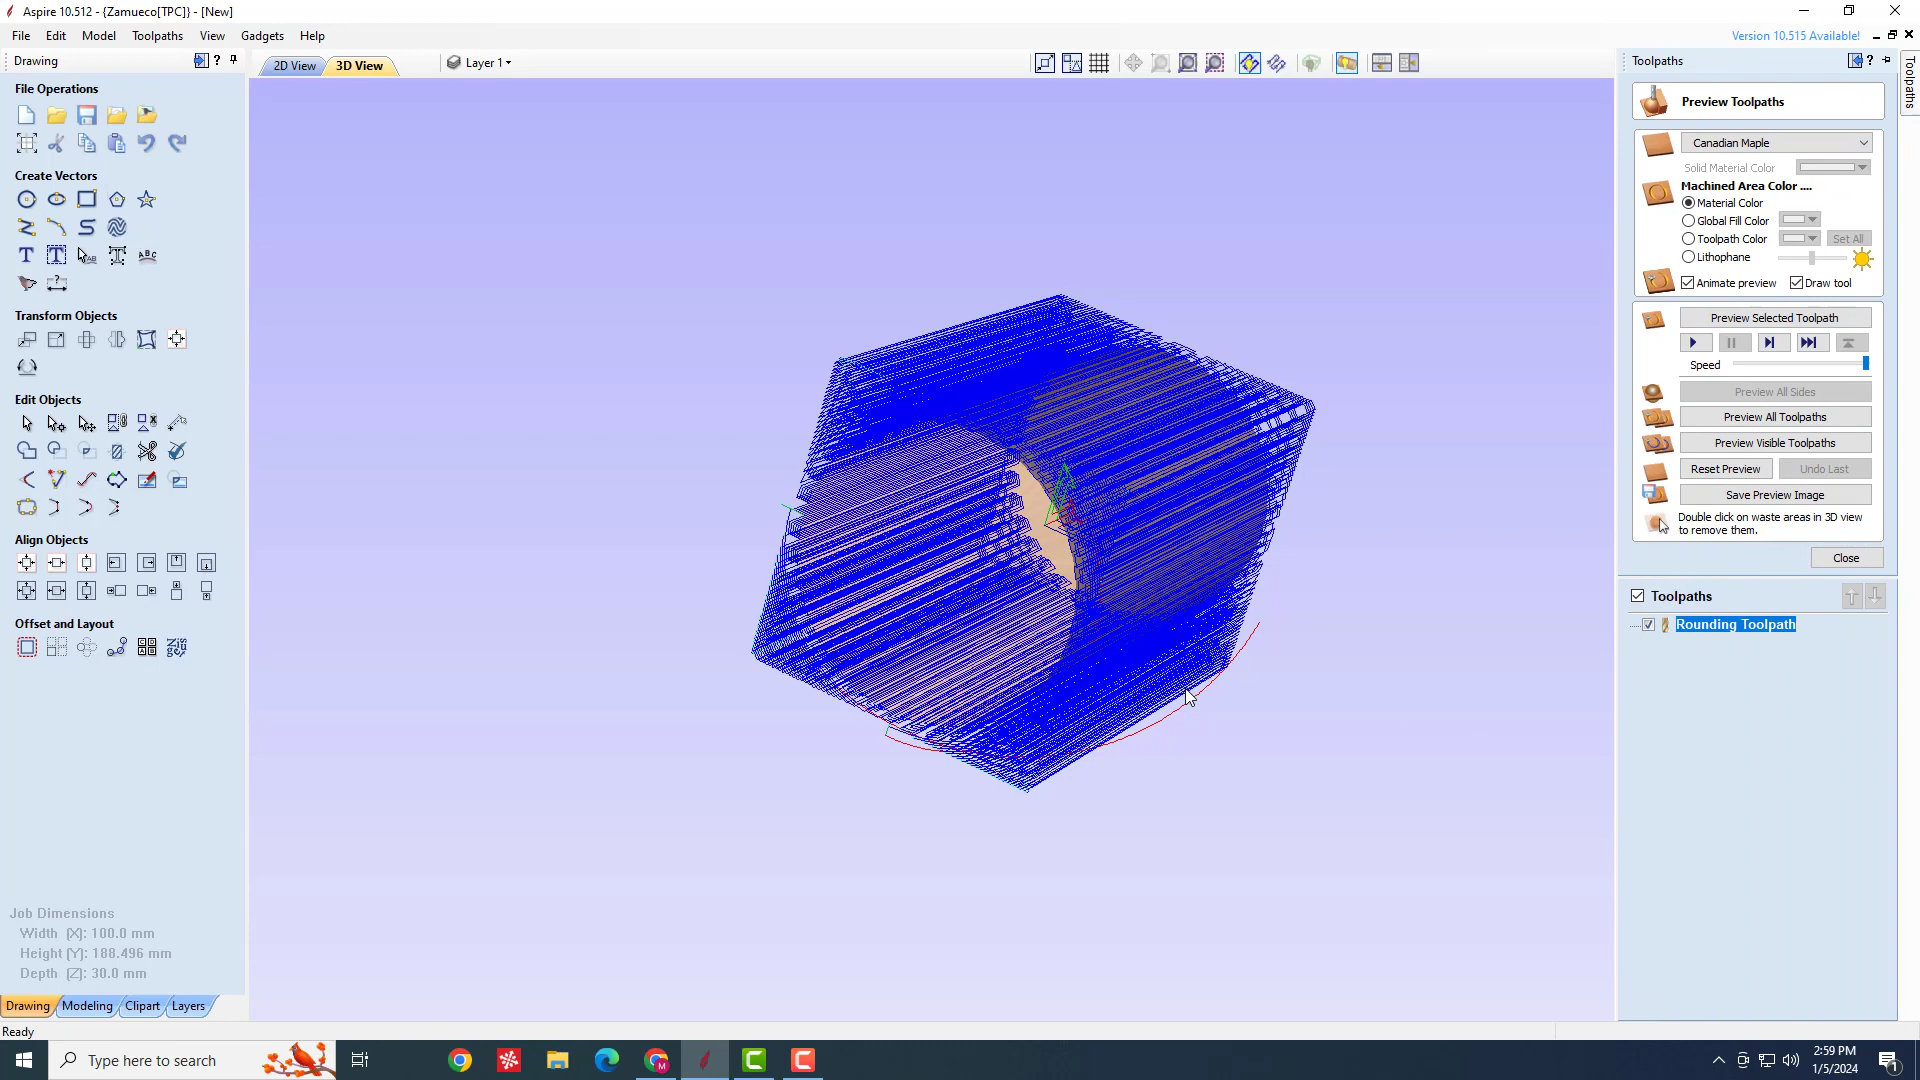 Aspire 10.512 - {Zamueco[TPC]} - [New]
File Edit Model Toolpaths View Gadgets Help
Version 10.515 Available!
Drawing
?
2D View
3D View
Layer 1
Toolpaths
?
Toolpaths
File Operations
Create Vectors
Transform Objects
Edit Objects
Align Objects
Offset and Layout
Job Dimensions
Width (X): 100.0 mm
Height (Y): 188.496 mm
Depth (Z): 30.0 mm
Drawing Modeling Clipart Layers
Ready
Preview Toolpaths
Canadian Maple
Solid Material Color
Machined Area Color ....
Material Color
Global Fill Color
Toolpath Color
Set All
Lithophane
Animate preview
Draw tool
Preview Selected Toolpath
Speed
Preview All Sides
Preview All Toolpaths
Preview Visible Toolpaths
Reset Preview
Undo Last
Save Preview Image
Double click on waste areas in 3D view
to remove them.
Close
Toolpaths
Rounding Toolpath
Type here to search
2:59 PM
1/5/2024